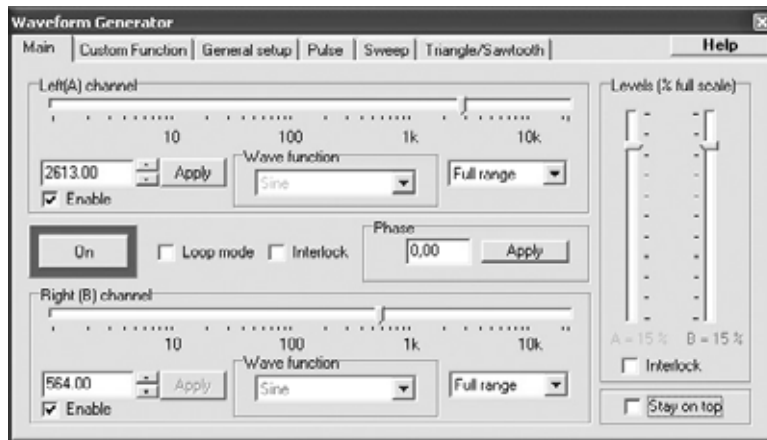 Waveform Generator
Main Custom Function General setup Pulse Sweep Triangle/Sawtooth Help
Left(A) channel
10 100 1k 10k
2613.00 Apply
Wave function
Sine
Full range
Enable
On
Loop mode
Interlock
Phase
0,00 Apply
Right (B) channel
10 100 1k 10k
564.00 Apply
Wave function
Sine
Full range
Enable
Levels (% full scale)
A = 15 % B = 15 %
Interlock
Stay on top